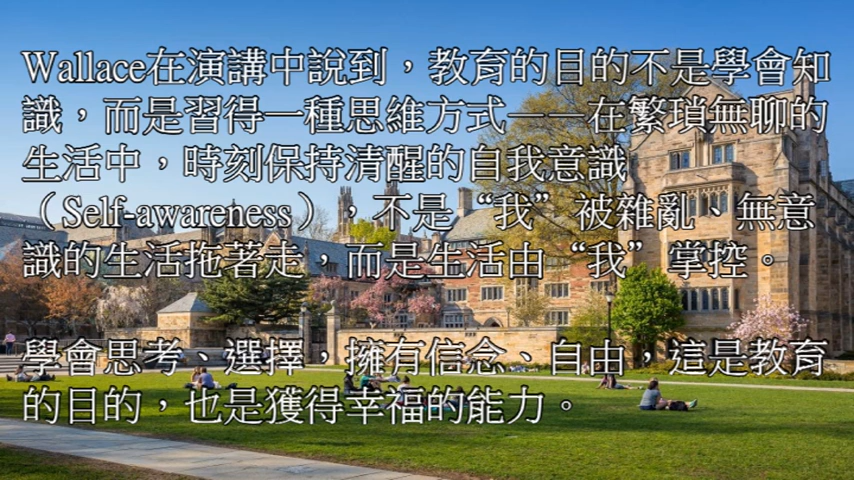 Wallace在演講中說到，教育的目的不是學會知
識，而是習得一種思維方式——在繁瑣無聊的
生活中，時刻保持清醒的自我意識
（Self-awareness），不是“我”被雜亂、無意
識的生活拖著走，而是生活由“我”掌控。
學會思考、選擇，擁有信念、自由，這是教育
的目的，也是獲得幸福的能力。